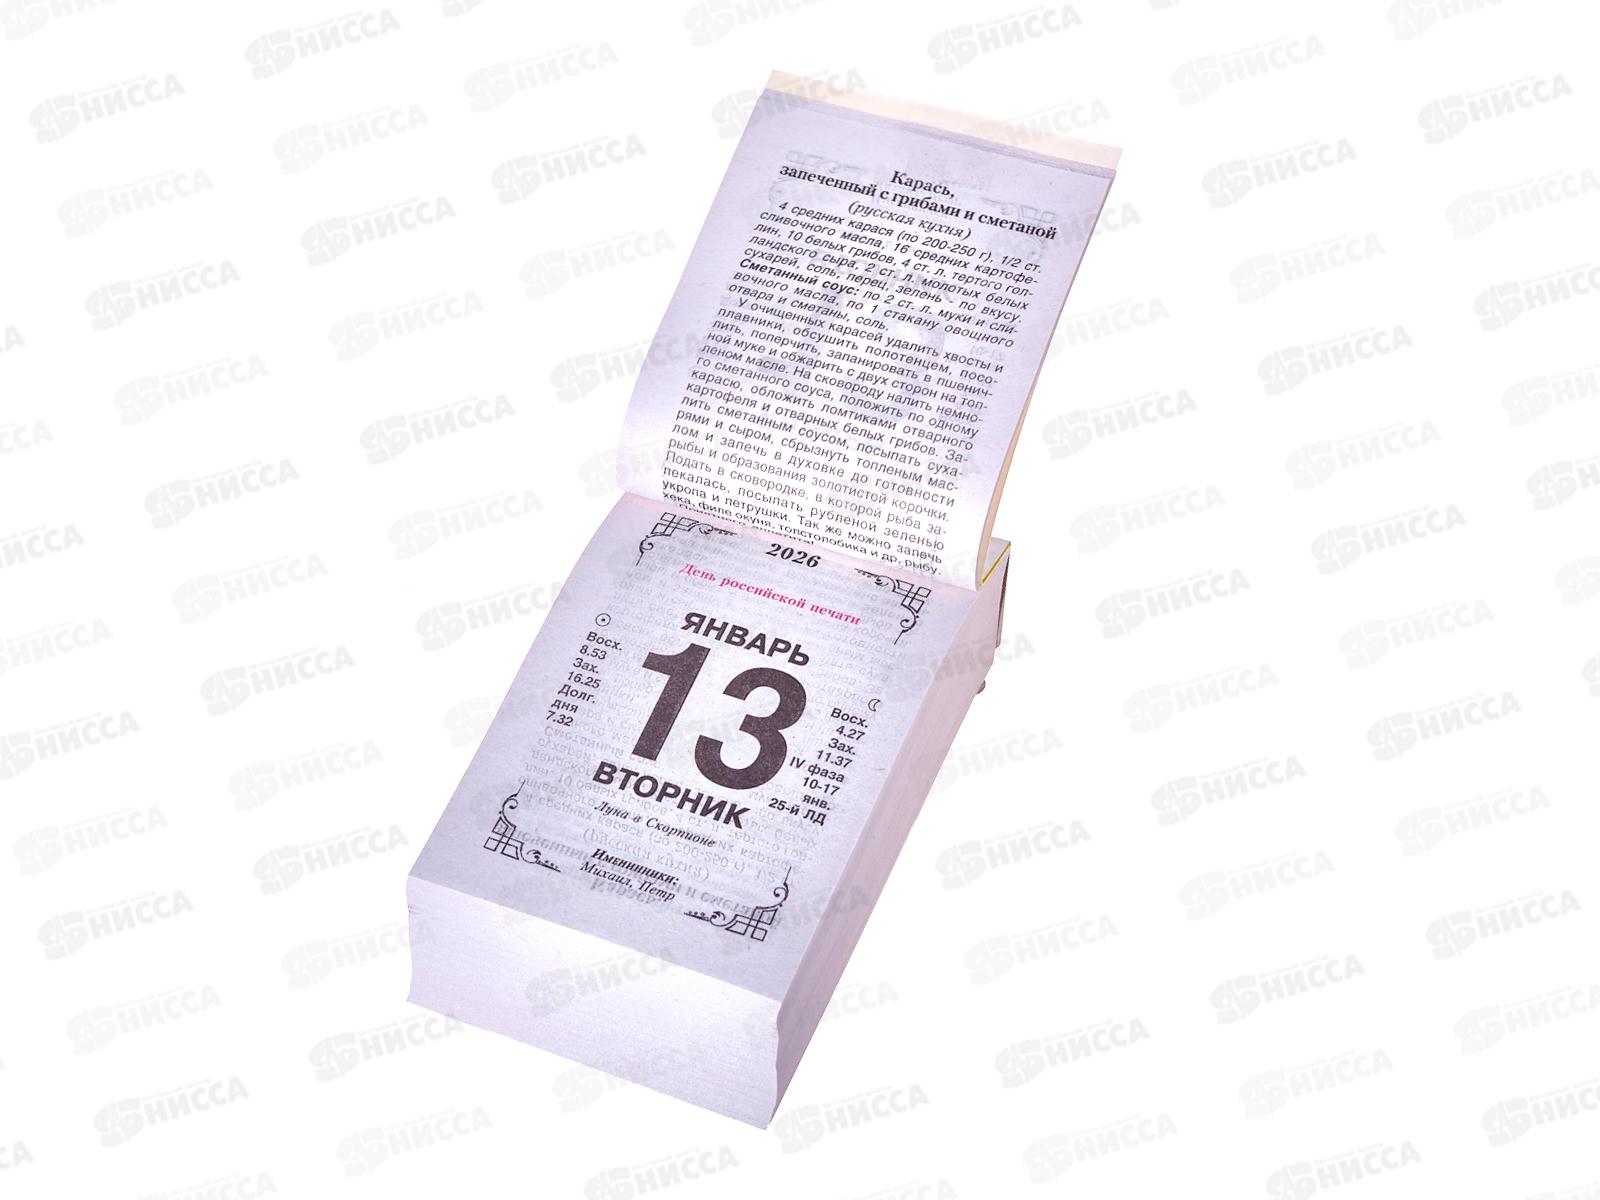 Карась,
запеченный с грибами и сметаной
(русская кухня)
4 средних карася (по 200-250 г), 1/2 ст.
сливочного масла, 16 средних картофе-
лин, 10 белых грибов, 4 ст. л. тертого гол-
ландского сыра, 2 ст. л. молотых белых
сухарей, соль, перец, зелень - по вкусу.
Сметанный соус: по 2 ст. л. муки и сли-
вочного масла, по 1 стакану овощного
отвара и сметаны, соль.
У очищенных карасей удалить хвосты и
плавники, обсушить полотенцем, посо-
лить, поперчить, запанировать в пшенич-
ной муке и обжарить с двух сторон на топ-
леном масле. На сковороду налить немно-
го сметанного соуса, положить по одному
карасю, обложить ломтиками отварного
картофеля и отварных белых грибов. За-
лить сметанным соусом, посыпать суха-
рями и сыром, сбрызнуть топленым мас-
лом и запечь в духовке до готовности
рыбы и образования золотистой корочки.
Подать в сковородке, в которой рыба за-
пекалась, посыпать рубленой зеленью
укропа и петрушки. Так же можно запечь
хека, филе окуня, толстолобика и др. рыбу.
2026
День российской печати
ЯНВАРЬ
13
ВТОРНИК
Восх.
8.53
Зах.
16.25
Долг.
дня
7.32
Восх.
4.27
Зах.
11.37
IV фаза
10-17
янв.
25-й ЛД
Луна в Скорпионе
Именинники:
Михаил, Петр
НИССА